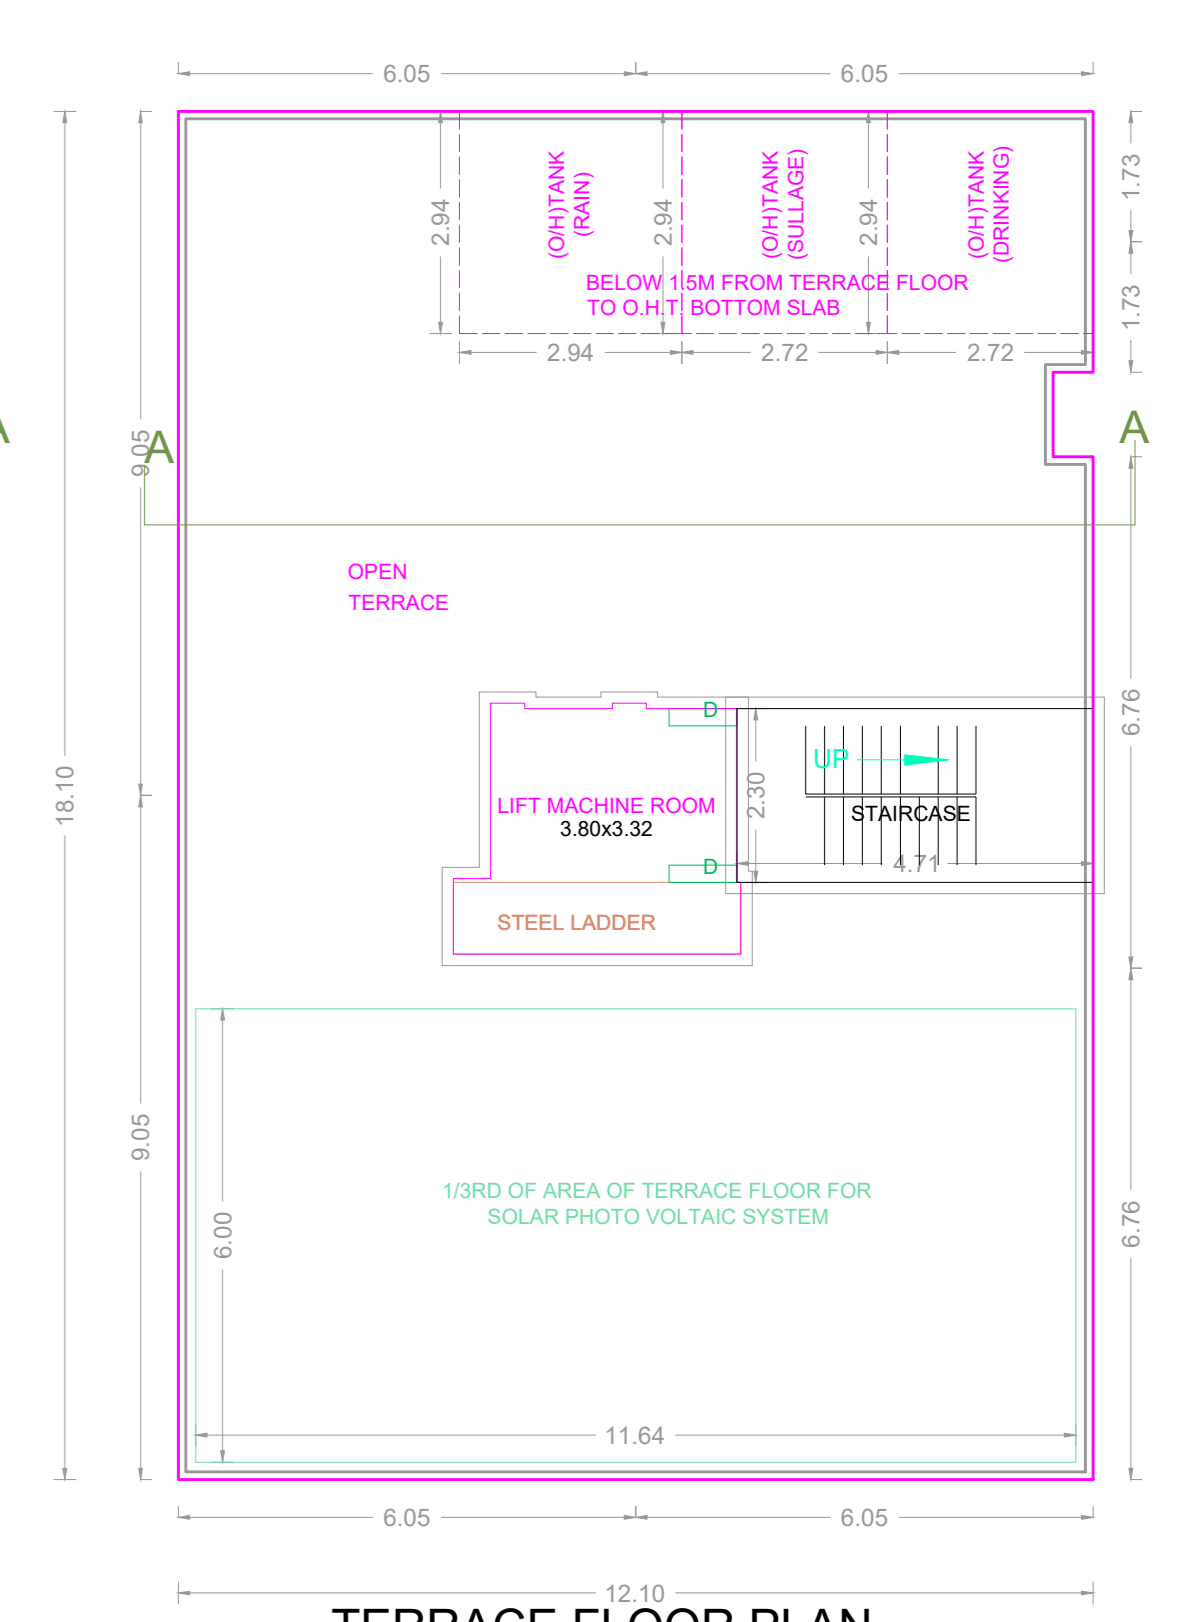 6.05
6.05
2.94
2.94
2.94
(O/H)TANK
(RAIN)
(O/H)TANK
(SULLAGE)
(O/H)TANK
(DRINKING)
1.73
1.73
BELOW 1.5M FROM TERRACE FLOOR
TO O.H.T. BOTTOM SLAB
2.94
2.72
2.72
A
A
A
9.05
OPEN
TERRACE
18.10
6.76
D
UP
2.30
LIFT MACHINE ROOM
3.80x3.32
STAIRCASE
D
4.71
STEEL LADDER
9.05
1/3RD OF AREA OF TERRACE FLOOR FOR
SOLAR PHOTO VOLTAIC SYSTEM
6.00
6.76
11.64
6.05
6.05
12.10
TERRACE FLOOR PLAN